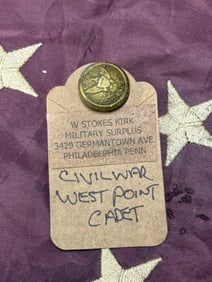 W STOKES KIRK
MILITARY SURPLUS
3429 GERMANTOWN AVE
PHILADELPHIA PENN
CIVIL WAR
WEST POINT
CADET